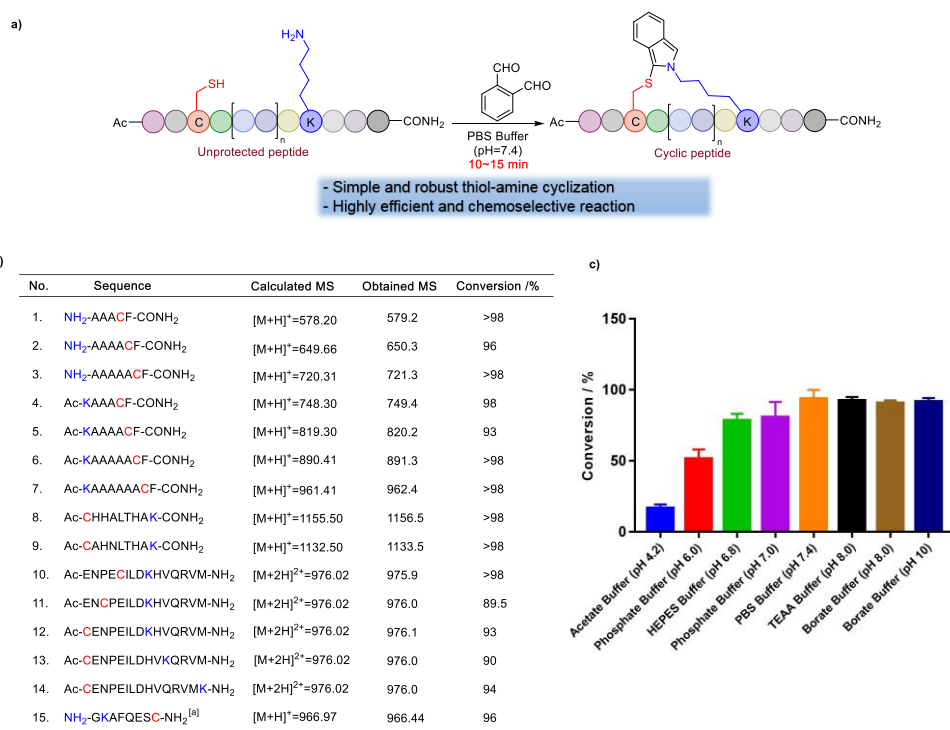 a)
H₂N
SH
CHO
CHO
S
N
Ac
C
n
K
CONH₂
PBS Buffer
(pH=7.4)
10~15 min
Ac
C
n
K
CONH₂
Unprotected peptide
Cyclic peptide
- Simple and robust thiol-amine cyclization
- Highly efficient and chemoselective reaction
)
No. Sequence Calculated MS Obtained MS Conversion /%
1. NH₂-AAACF-CONH₂ [M+H]⁺=578.20 579.2 >98
2. NH₂-AAAACF-CONH₂ [M+H]⁺=649.66 650.3 96
3. NH₂-AAAAACF-CONH₂ [M+H]⁺=720.31 721.3 >98
4. Ac-KAAACF-CONH₂ [M+H]⁺=748.30 749.4 98
5. Ac-KAAAACF-CONH₂ [M+H]⁺=819.30 820.2 93
6. Ac-KAAAAACF-CONH₂ [M+H]⁺=890.41 891.3 >98
7. Ac-KAAAAAACF-CONH₂ [M+H]⁺=961.41 962.4 >98
8. Ac-CHHALTHAK-CONH₂ [M+H]⁺=1155.50 1156.5 >98
9. Ac-CAHNLTHAK-CONH₂ [M+H]⁺=1132.50 1133.5 >98
10. Ac-ENPECILDKHVQRVM-NH₂ [M+2H]²⁺=976.02 975.9 >98
11. Ac-ENCPEILDKHVQRVM-NH₂ [M+2H]²⁺=976.02 976.0 89.5
12. Ac-CENPEILDKHVQRVM-NH₂ [M+2H]²⁺=976.02 976.1 93
13. Ac-CENPEILDHVKQRVM-NH₂ [M+2H]²⁺=976.02 976.0 90
14. Ac-CENPEILDHVQRVMK-NH₂ [M+2H]²⁺=976.02 976.0 94
15. NH₂-GKAFQESC-NH₂[a] [M+H]⁺=966.97 966.44 96
c)
Conversion / %
150
100
50
0
Acetate Buffer (pH 4.2)
Phosphate Buffer (pH 6.0)
HEPES Buffer (pH 6.8)
Phosphate Buffer (pH 7.0)
PBS Buffer (pH 7.4)
TEAA Buffer (pH 8.0)
Borate Buffer (pH 8.0)
Borate Buffer (pH 10)